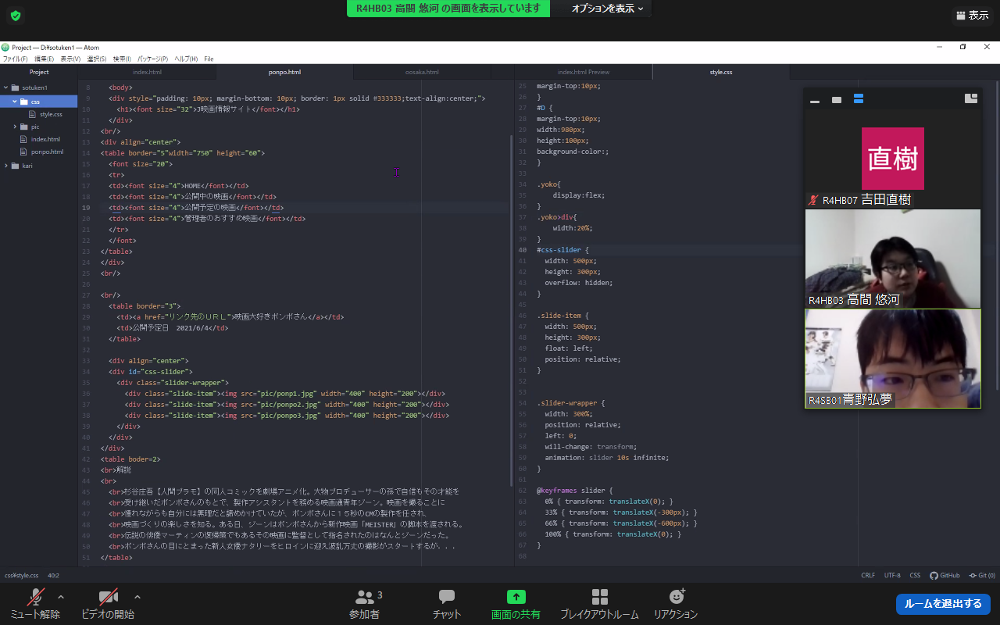 R4HB03 高間 悠河 の画面を表示しています
オプションを表示
表示
Project — D:¥sotuken1 — Atom
ファイル(F) 編集(E) 表示(V) 選択(S) 検索(I) パッケージ(P) ヘルプ(H) File
Project
index.html
ponpo.html
oosaka.html
index.html Preview
style.css
sotuken1
css
style.css
pic
index.html
ponpo.html
kari
8 <body>
9 <div style="padding: 10px; margin-bottom: 10px; border: 1px solid #333333;text-align:center;">
10 <h1><font size="32">J映画情報サイト</font></h1>
11 </div>
12 <br/>
13 <div align="center">
14 <table border="5"width="750" height="60">
15 <font size="20">
16 <tr>
17 <td><font size="4">HOME</font></td>
18 <td><font size="4">公開中の映画</font></td>
19 <td><font size="4">公開予定の映画</font></td>
20 <td><font size="4">管理者のおすすめ映画</font></td>
21 </tr>
22 </font>
23 </table>
24 </div>
25 <br/>
26
27 <br/>
28 <table border="3">
29 <td><a href="リンク先のＵＲＬ">映画大好きポンポさん</a></td>
30 <td>公開予定日　2021/6/4</td>
31 </table>
32
33 <div align="center">
34 <div id="css-slider">
35 <div class="slider-wrapper">
36 <div class="slide-item"><img src="pic/ponp1.jpg" width="400" height="200"></div>
37 <div class="slide-item"><img src="pic/ponpo2.jpg" width="400" height="200"></div>
38 <div class="slide-item"><img src="pic/ponpo3.jpg" width="400" height="200"></div>
39 </div>
40 </div>
41 </div>
42 <table boder=2>
43 <br>解説
44 <br>
45 <br>杉谷庄吾【人間プラモ】の同人コミックを劇場アニメ化。大物プロデューサーの孫で自信もその才能を
46 <br>受け継いだポンポさんのもとで、製作アシスタントを務める映画通青年ジーン。映画を撮ることに
47 <br>憧れながらも自分には無理だと諦めかけていたが、ポンポさんに１５秒のCMの製作を任され、
48 <br>映画づくりの楽しさを知る。ある日、ジーンはポンポさんから新作映画「MEISTER」の脚本を渡される。
49 <br>伝説の俳優マーティンの復帰策でもあるその映画に監督として指名されたのはなんとジーンだった。
50 <br>ポンポさんの目にとまった新人女優ナタリーをヒロインに迎え波乱万丈の撮影がスタートするが．．．
51 </table>
25 margin-top:10px;
26 }
27 #D {
28 margin-top:10px;
29 width:980px;
30 height:100px;
31 background-color:;
32 }
33
34 .yoko{
35 display:flex;
36 }
37 .yoko>div{
38 width:20%;
39 }
40 #css-slider {
41 width: 500px;
42 height: 300px;
43 overflow: hidden;
44 }
45
46 .slide-item {
47 width: 500px;
48 height: 300px;
49 float: left;
50 position: relative;
51 }
52
53
54 .slider-wrapper {
55 width: 300%;
56 position: relative;
57 left: 0;
58 will-change: transform;
59 animation: slider 10s infinite;
60 }
61
62 @keyframes slider {
63 0% { transform: translateX(0); }
64 33% { transform: translateX(-300px); }
65 66% { transform: translateX(-600px); }
66 100% { transform: translateX(0); }
67 }
68
直樹
R4HB07 吉田直樹
R4HB03 高間 悠河
R4SB01青野弘夢
css¥style.css 40:2
CRLF UTF-8 CSS GitHub Git (0)
ミュート解除
ビデオの開始
参加者
3
チャット
画面の共有
ブレイクアウトルーム
リアクション
ルームを退出する